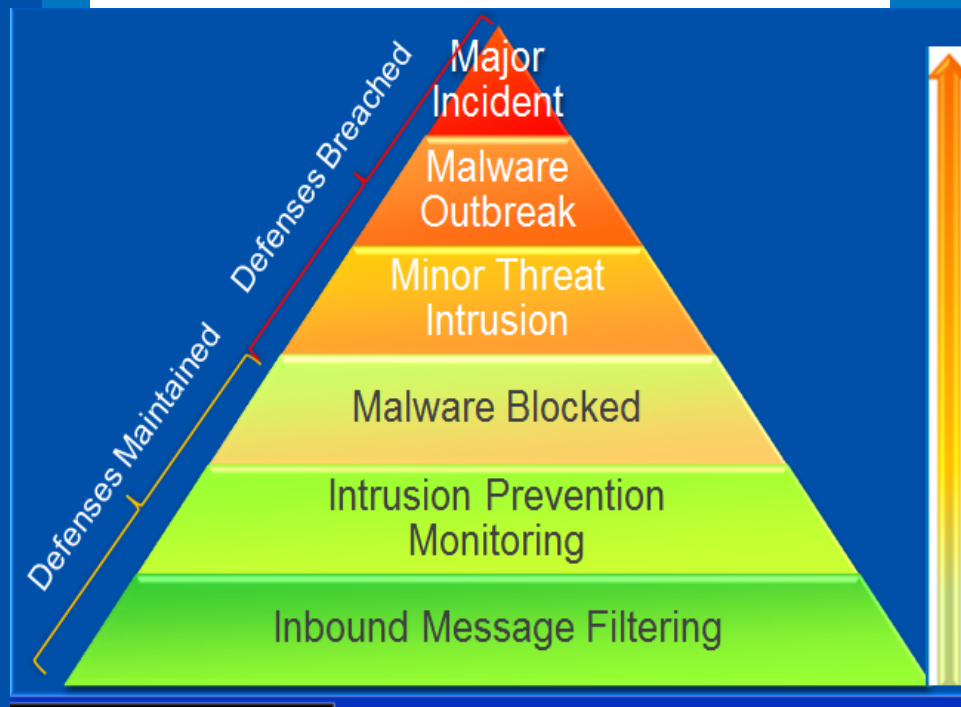 Major
Incident
Malware
Outbreak
Minor Threat
Intrusion
Malware Blocked
Intrusion Prevention
Monitoring
Inbound Message Filtering
Defenses Breached
Defenses Maintained